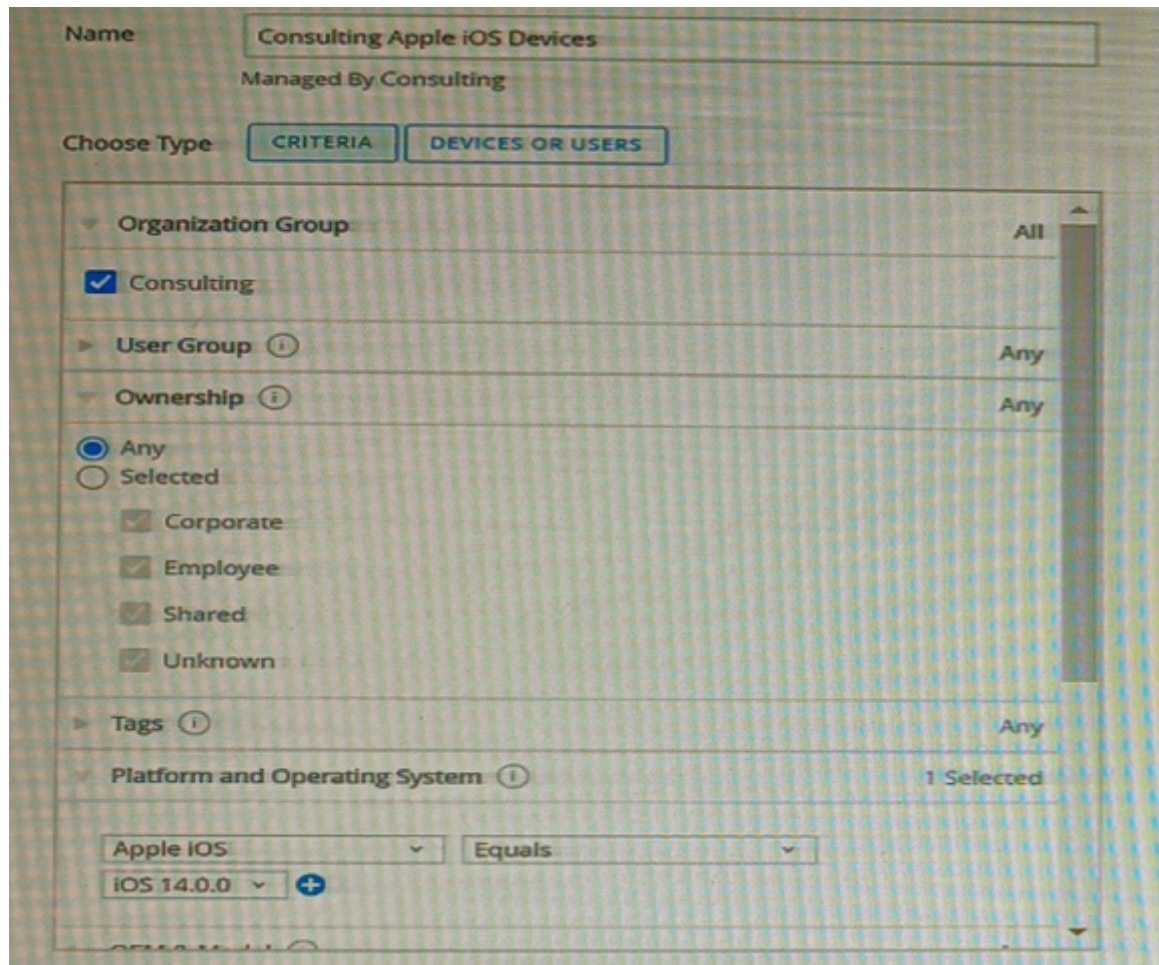 Name Consulting Apple iOS Devices
Managed By Consulting
Choose Type CRITERIA DEVICES OR USERS
Organization Group All
Consulting
User Group Any
Ownership Any
Any
Selected
Corporate
Employee
Shared
Unknown
Tags Any
Platform and Operating System 1 Selected
Apple iOS Equals
iOS 14.0.0